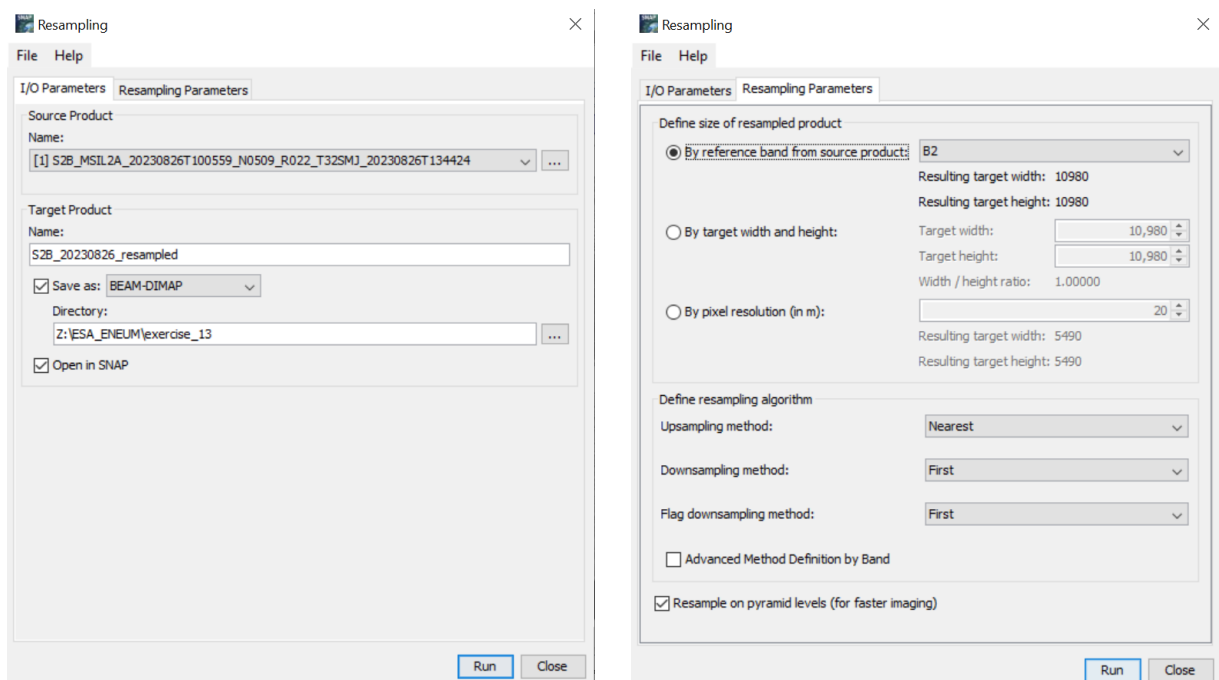 Resampling
File Help
I/O Parameters Resampling Parameters
Source Product
Name:
[1] S2B_MSIL2A_20230826T100559_N0509_R022_T32SMJ_20230826T134424 ...
Target Product
Name:
S2B_20230826_resampled
Save as: BEAM-DIMAP
Directory:
Z:\ESA_ENEUM\exercise_13 ...
Open in SNAP
Run Close
Resampling
File Help
I/O Parameters Resampling Parameters
Define size of resampled product
By reference band from source product: B2
Resulting target width: 10980
Resulting target height: 10980
By target width and height: Target width: 10,980
Target height: 10,980
Width / height ratio: 1.00000
By pixel resolution (in m): 20
Resulting target width: 5490
Resulting target height: 5490
Define resampling algorithm
Upsampling method: Nearest
Downsampling method: First
Flag downsampling method: First
Advanced Method Definition by Band
Resample on pyramid levels (for faster imaging)
Run Close